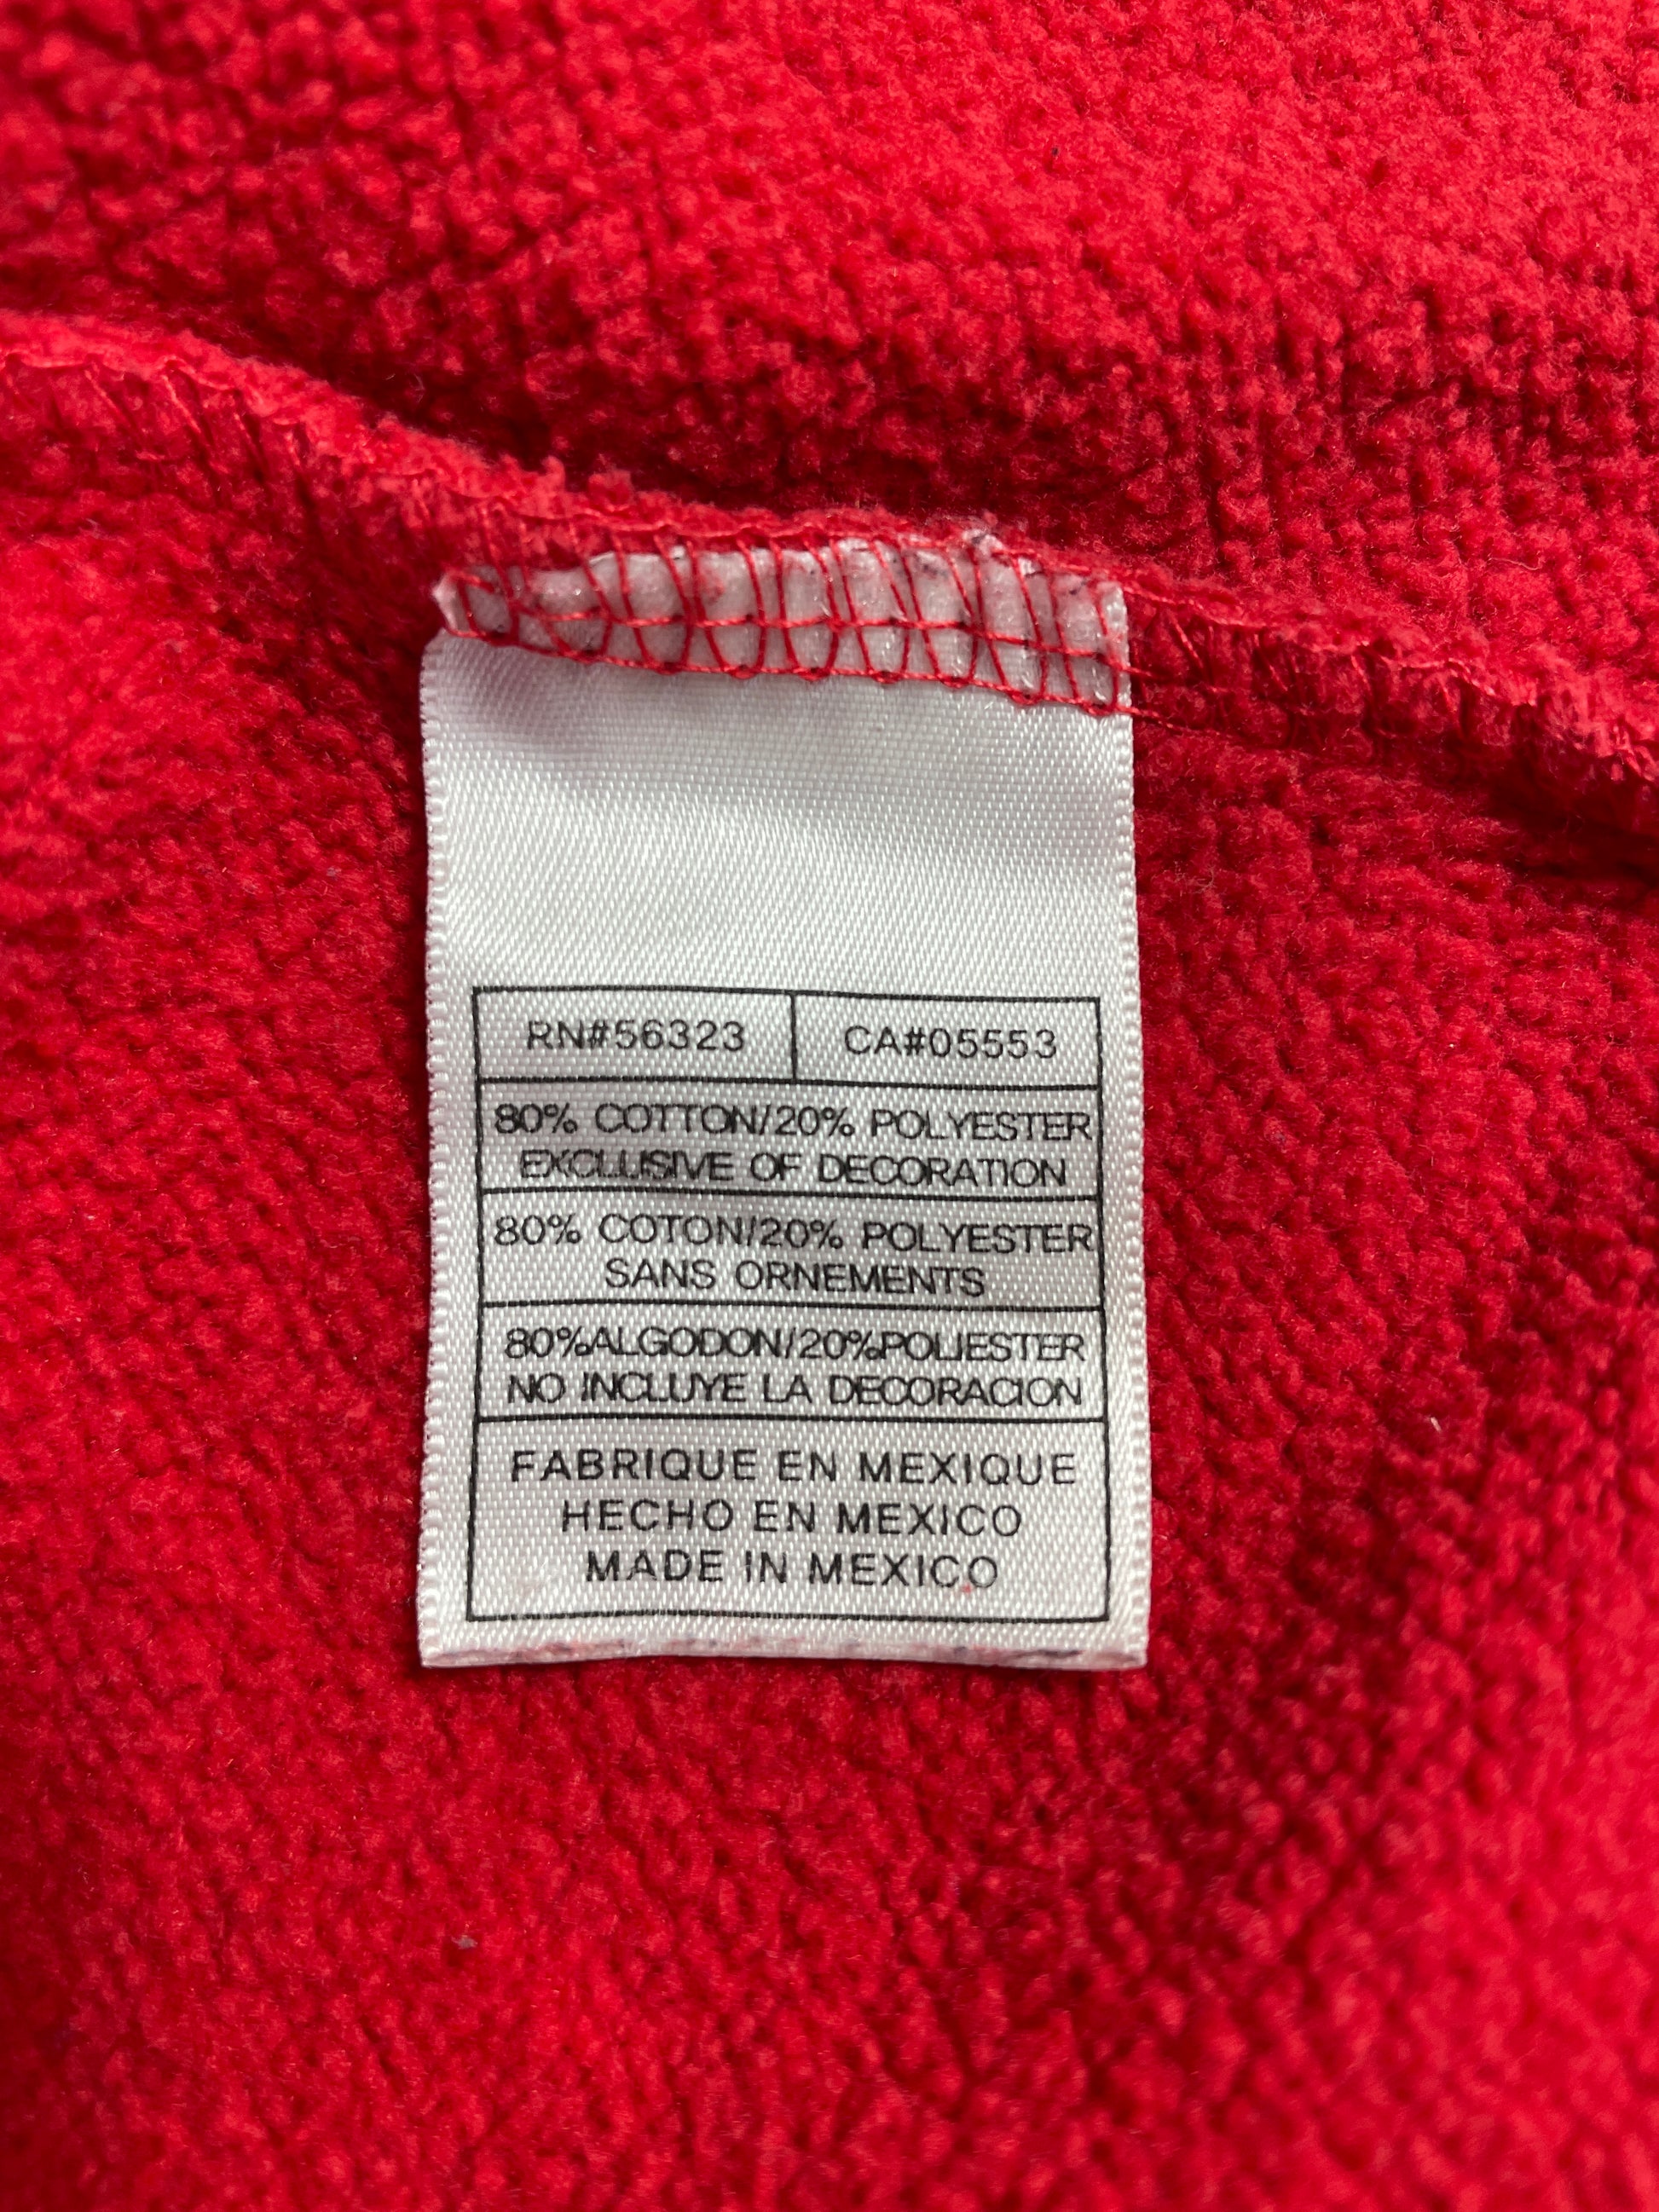 RN#56323 CA#05553
80% COTTON/20% POLYESTER
EXCLUSIVE OF DECORATION
80% COTON/20% POLYESTER
SANS ORNEMENTS
80%ALGODON/20%POLIESTER
NO INCLUYE LA DECORACION
FABRIQUE EN MEXIQUE
HECHO EN MEXICO
MADE IN MEXICO